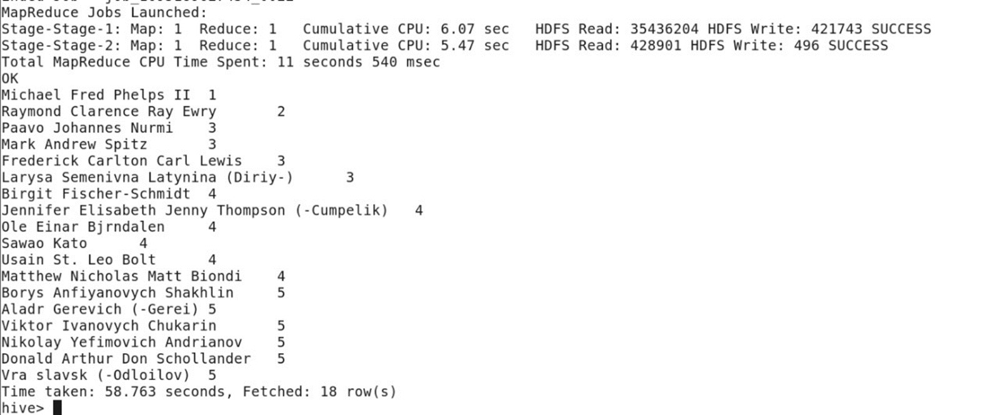 MapReduce Jobs Launched:
Stage-Stage-1: Map: 1  Reduce: 1   Cumulative CPU: 6.07 sec   HDFS Read: 35436204 HDFS Write: 421743 SUCCESS
Stage-Stage-2: Map: 1  Reduce: 1   Cumulative CPU: 5.47 sec   HDFS Read: 428901 HDFS Write: 496 SUCCESS
Total MapReduce CPU Time Spent: 11 seconds 540 msec
OK
Michael Fred Phelps II  1
Raymond Clarence Ray Ewry       2
Paavo Johannes Nurmi    3
Mark Andrew Spitz       3
Frederick Carlton Carl Lewis    3
Larysa Semenivna Latynina (Diriy-)      3
Birgit Fischer-Schmidt  4
Jennifer Elisabeth Jenny Thompson (-Cumpelik)   4
Ole Einar Bjrndalen     4
Sawao Kato      4
Usain St. Leo Bolt      4
Matthew Nicholas Matt Biondi    4
Borys Anfiyanovych Shakhlin     5
Aladr Gerevich (-Gerei) 5
Viktor Ivanovych Chukarin       5
Nikolay Yefimovich Andrianov    5
Donald Arthur Don Schollander   5
Vra slavsk (-Odloilov)  5
Time taken: 58.763 seconds, Fetched: 18 row(s)
hive>